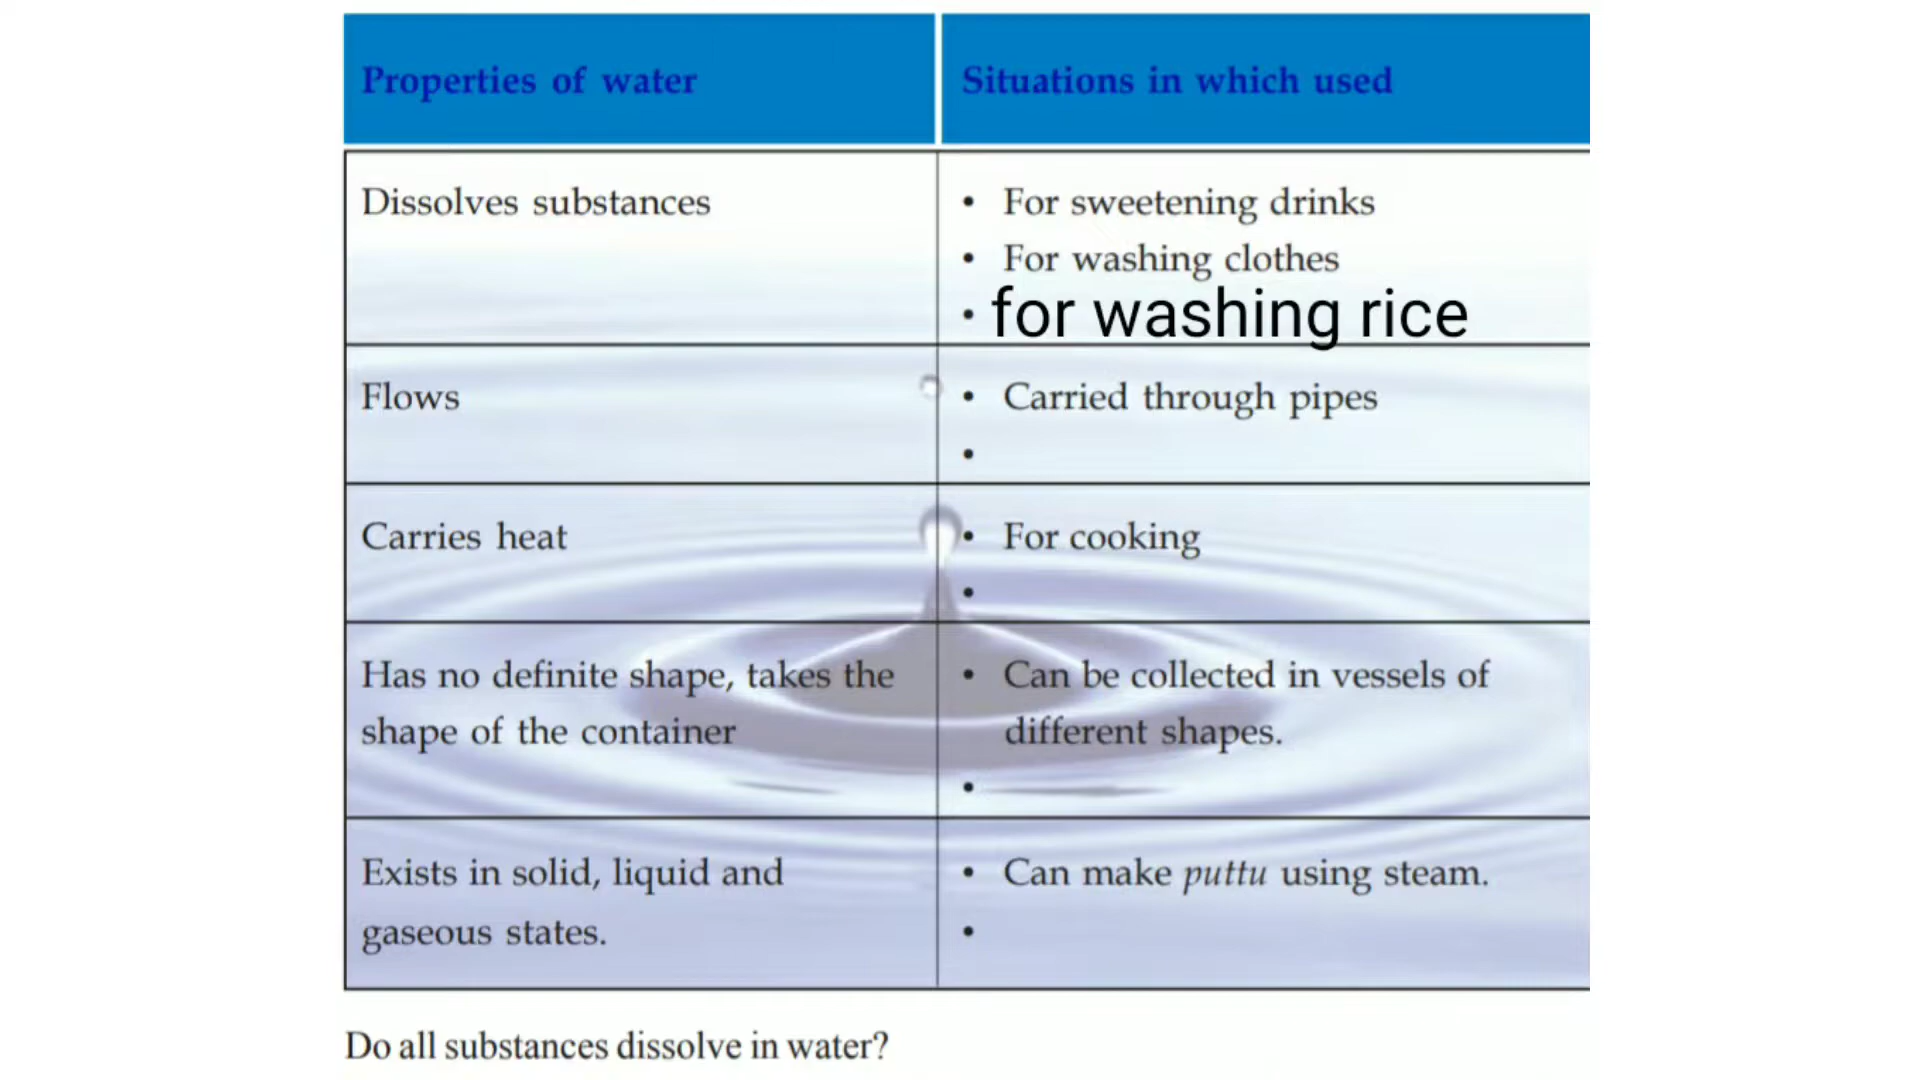 Properties of water
Situations in which used
Dissolves substances
• For sweetening drinks
• For washing clothes
• for washing rice
Flows
• Carried through pipes
•
Carries heat
• For cooking
•
Has no definite shape, takes the
shape of the container
• Can be collected in vessels of
different shapes.
•
Exists in solid, liquid and
gaseous states.
• Can make puttu using steam.
•
Do all substances dissolve in water?